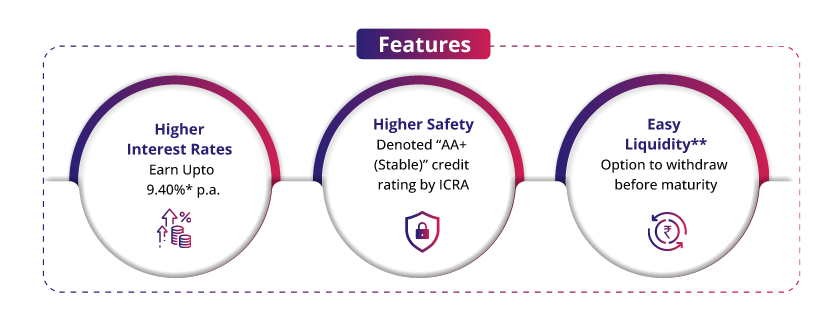 Features
Higher
Interest Rates
Earn Upto
9.40%* p.a.
%
Higher Safety
Denoted “AA+
(Stable)” credit
rating by ICRA
Easy
Liquidity**
Option to withdraw
before maturity
₹